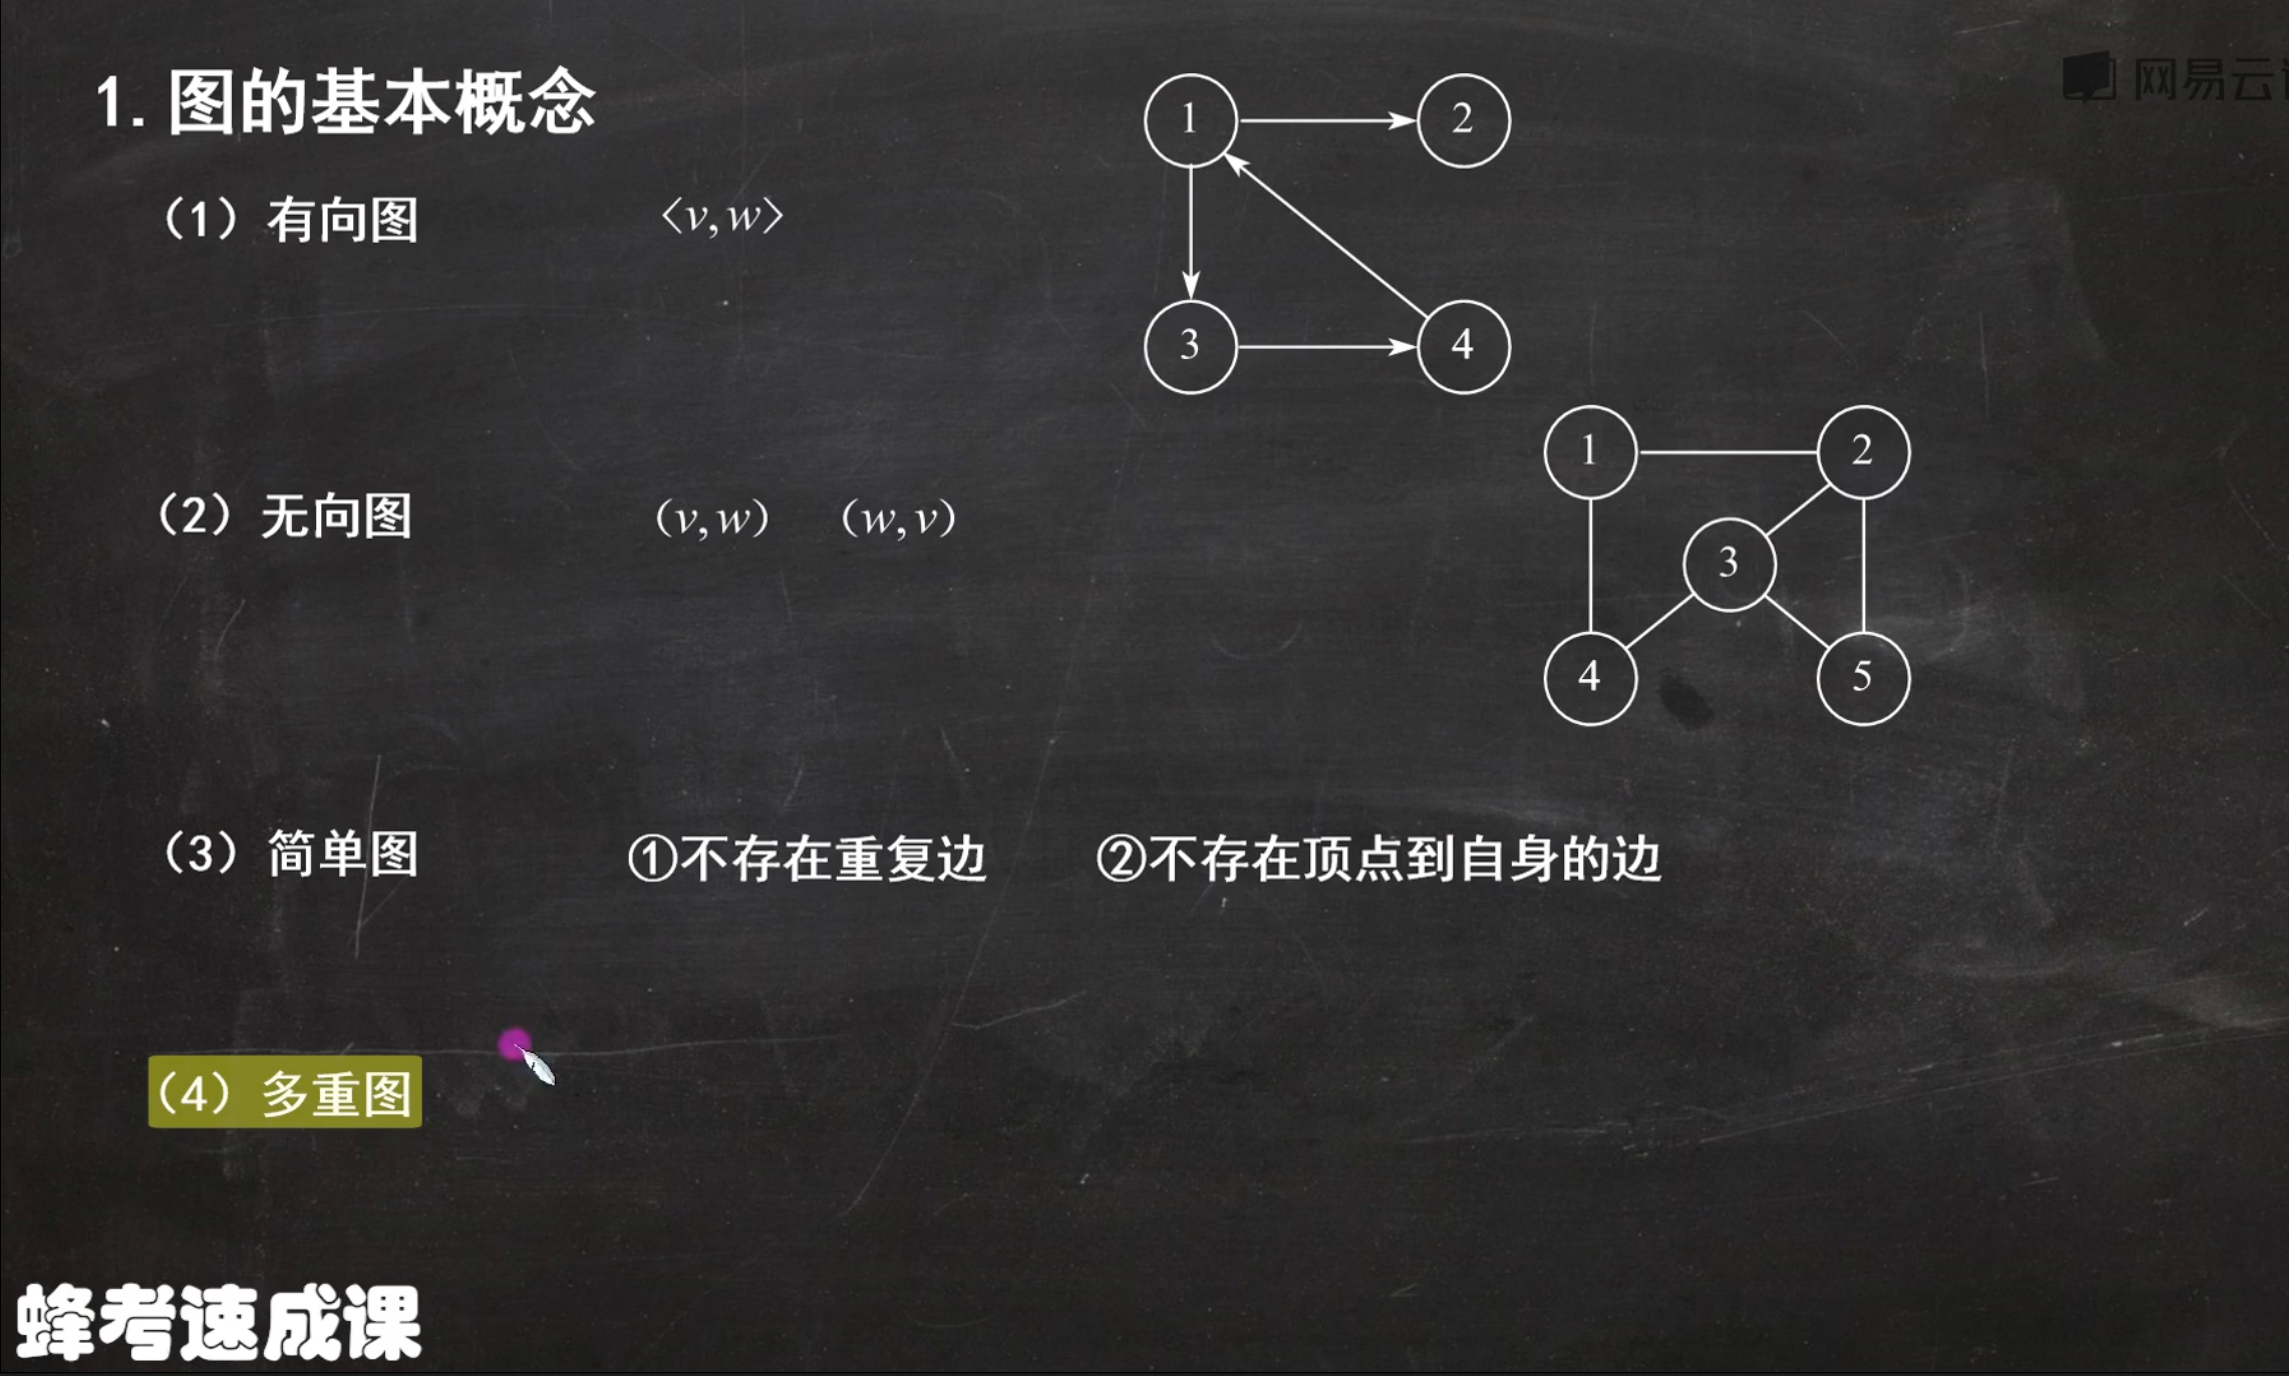 1.图的基本概念
（1）有向图 〈v,w〉
1 2
3 4
（2）无向图 (v,w) (w,v)
1 2
3
4 5
（3）简单图 ①不存在重复边 ②不存在顶点到自身的边
（4）多重图
蜂考速成课
网易云